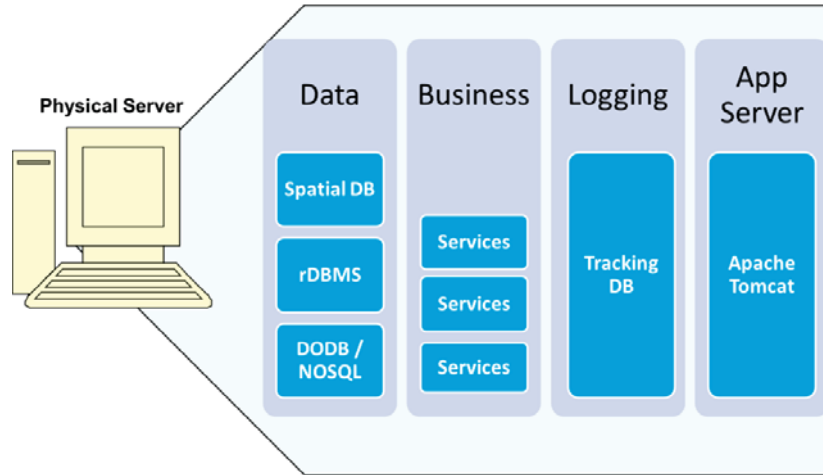 Physical Server
Data
Spatial DB
rDBMS
DODB /
NOSQL
Business
Services
Services
Services
Logging
Tracking
DB
App
Server
Apache
Tomcat